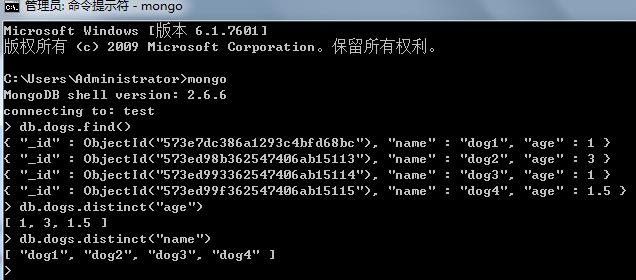 管理员: 命令提示符 - mongo
Microsoft Windows [版本 6.1.7601]
版权所有 (c) 2009 Microsoft Corporation。保留所有权利。
C:\Users\Administrator>mongo
MongoDB shell version: 2.6.6
connecting to: test
> db.dogs.find()
{ "_id" : ObjectId("573e7dc386a1293c4bfd68bc"), "name" : "dog1", "age" : 1 }
{ "_id" : ObjectId("573ed98b362547406ab15113"), "name" : "dog2", "age" : 3 }
{ "_id" : ObjectId("573ed993362547406ab15114"), "name" : "dog3", "age" : 1 }
{ "_id" : ObjectId("573ed99f362547406ab15115"), "name" : "dog4", "age" : 1.5 }
> db.dogs.distinct("age")
[ 1, 3, 1.5 ]
> db.dogs.distinct("name")
[ "dog1", "dog2", "dog3", "dog4" ]
>